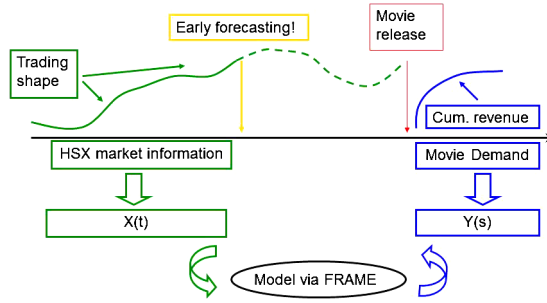 Early forecasting!
Movie
release
Trading
shape
Cum. revenue
HSX market information
Movie Demand
X(t)
Y(s)
Model via FRAME